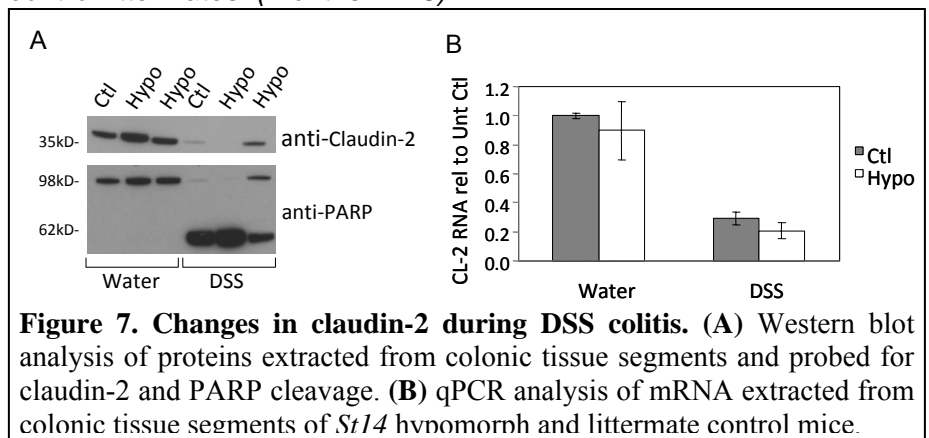 A
B
Ctl Hypo Hypo Ctl Hypo Hypo
35kD- anti-Claudin-2
98kD-
anti-PARP
62kD-
Water DSS
CL-2 RNA rel to Unt Ctl
1.2
1.0
0.8
0.6
0.4
0.2
0.0
Water DSS
Ctl
Hypo
Figure 7. Changes in claudin-2 during DSS colitis. (A) Western blot
analysis of proteins extracted from colonic tissue segments and probed for
claudin-2 and PARP cleavage. (B) qPCR analysis of mRNA extracted from
colonic tissue segments of St14 hypomorph and littermate control mice.